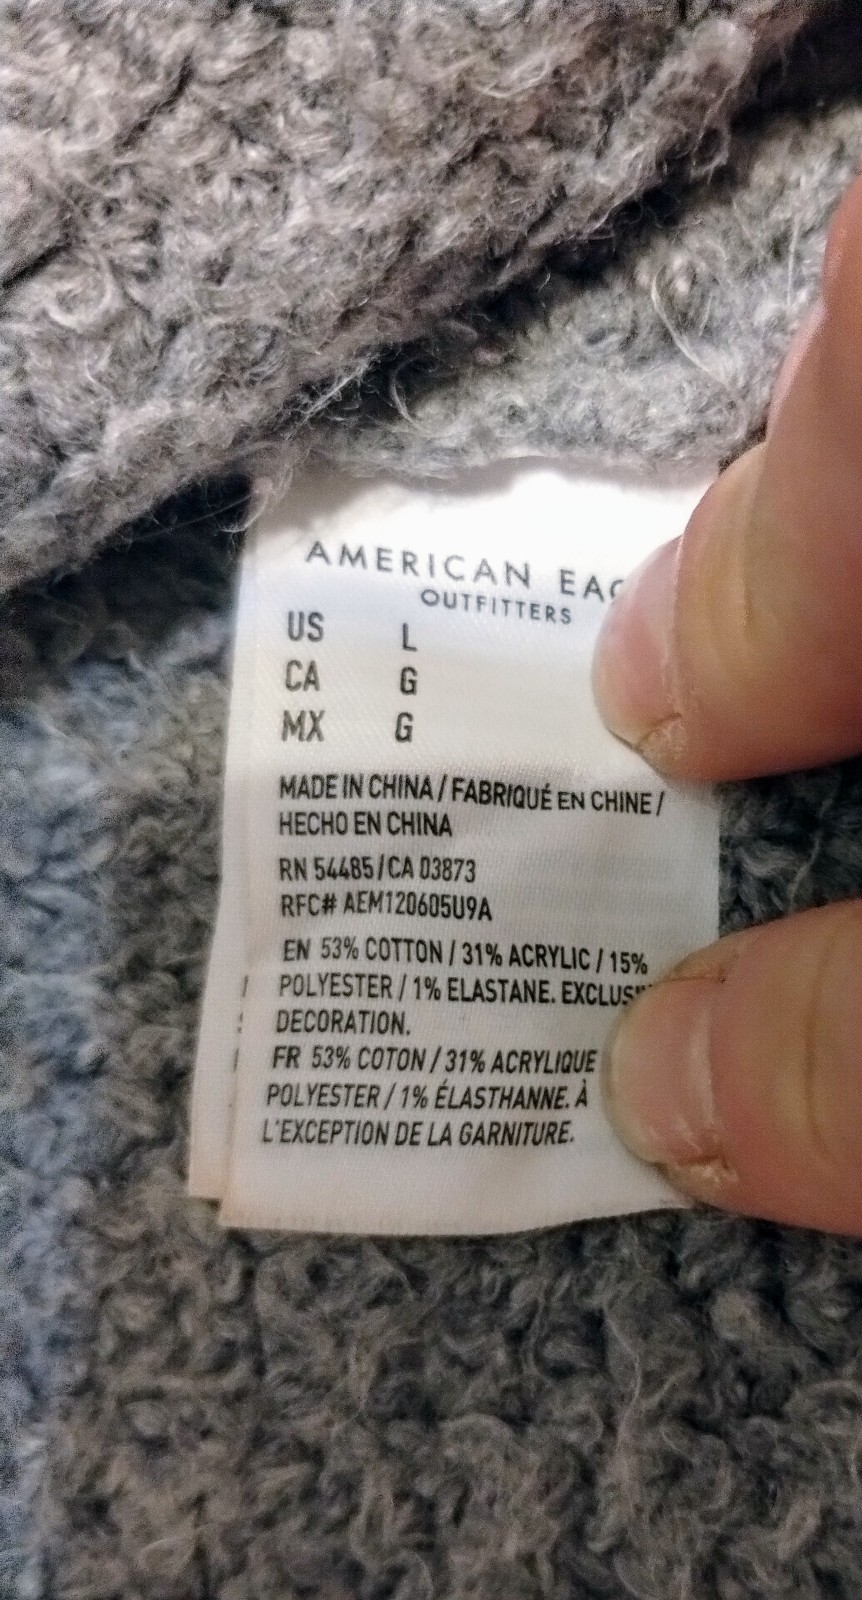 AMERICAN
OUTFITTERS
US L
CA G
MX G
MADE IN CHINA / FABRIQUÉ EN CHINE /
HECHO EN CHINA
RN 54485/CA 03873
RFC# AEM120605U9A
EN 53% COTTON / 31% ACRYLIC / 15%
POLYESTER / 1% ELASTANE.
DECORATION.
FR 53% COTON / 31% ACRYLIQUE
POLYESTER / 1% ÉLASTHANNE. À
L'EXCEPTION DE LA GARNITURE.